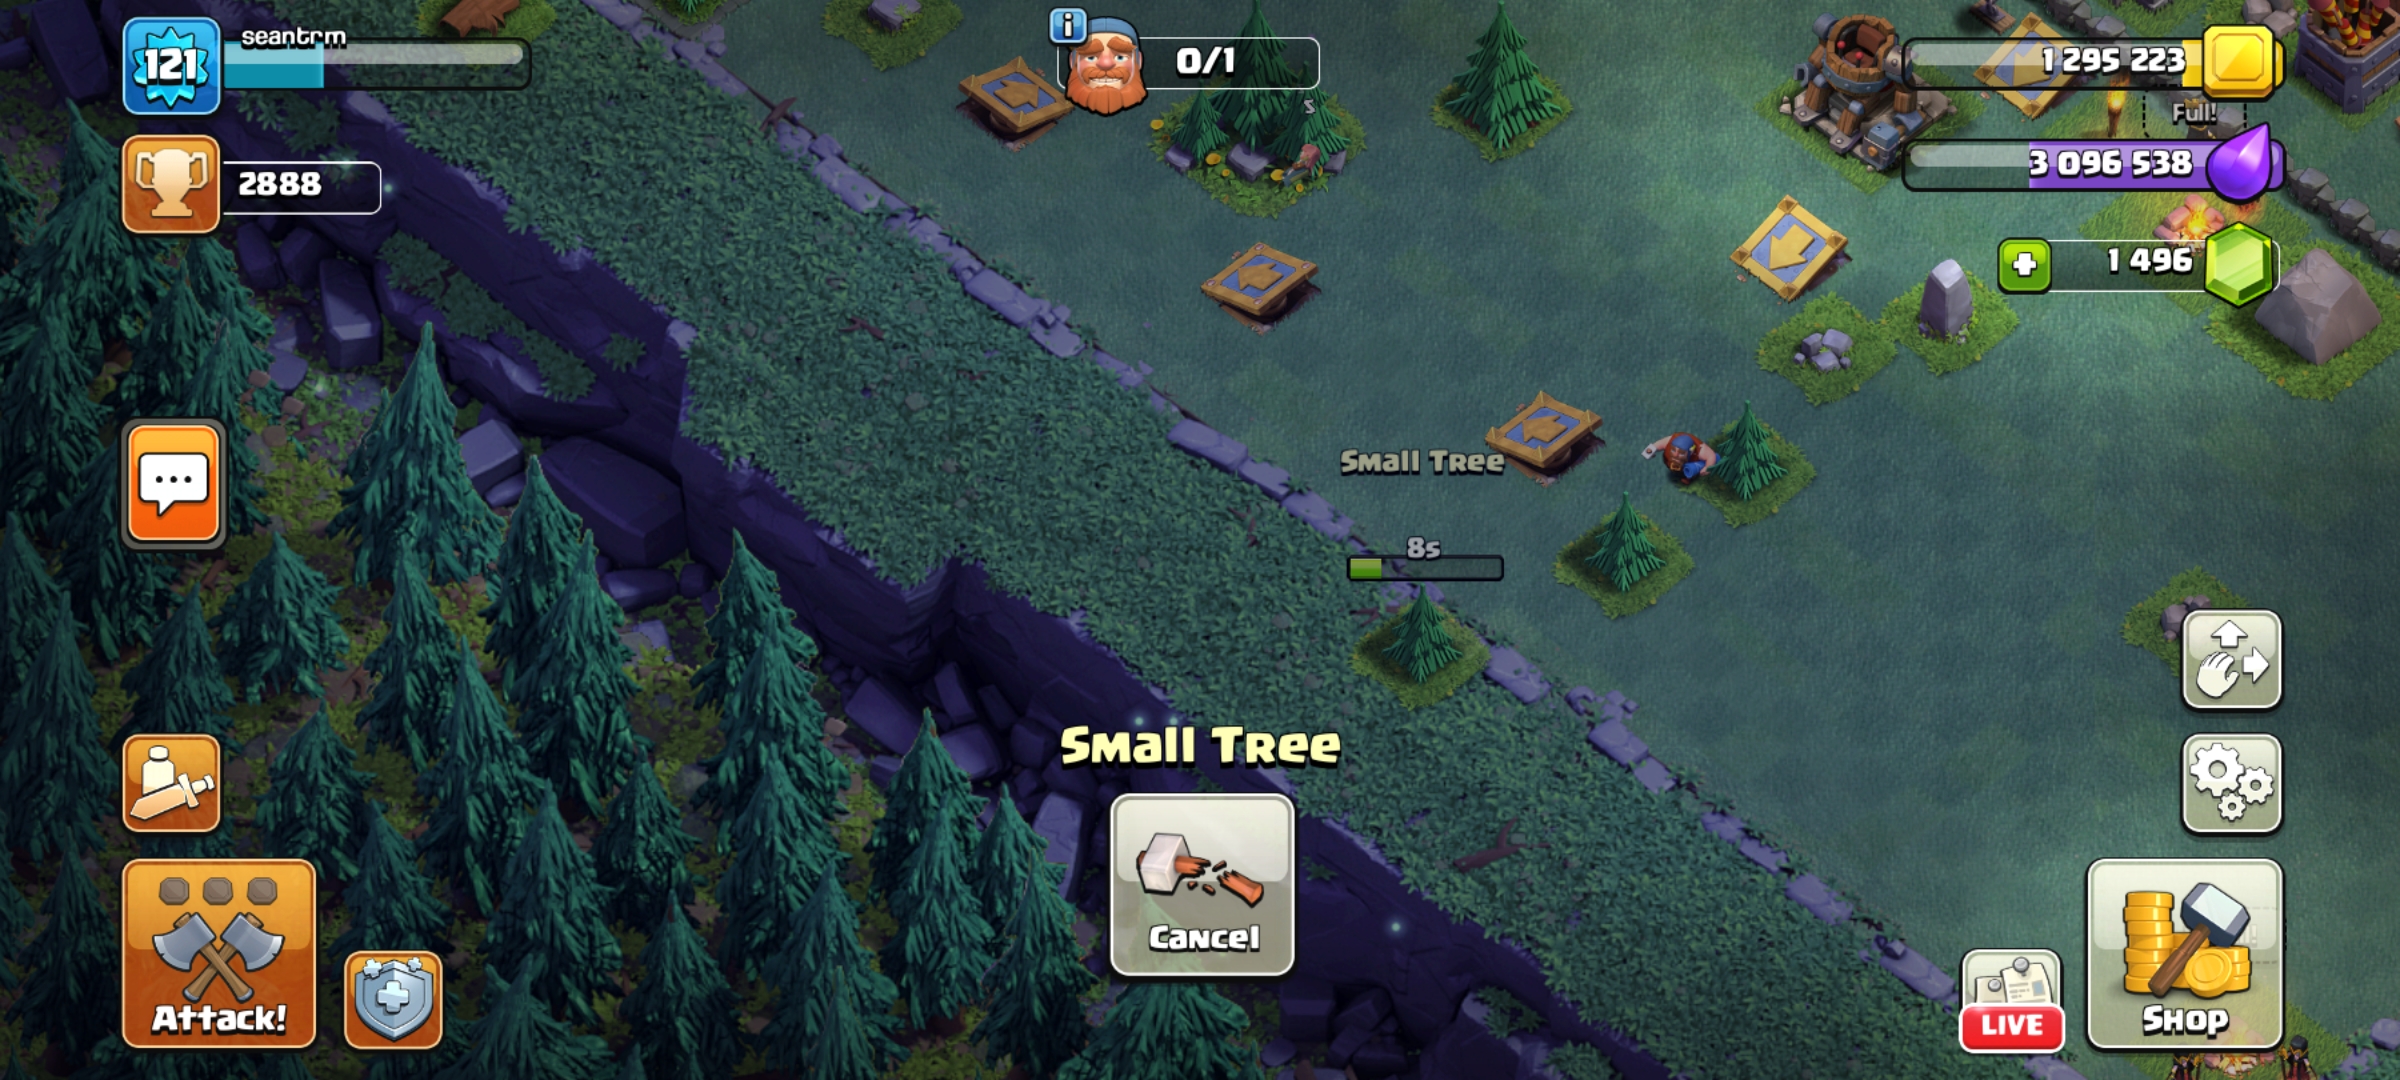 seantrm
121
0/1
1 295 223
Full!
3 096 538
2888
1 496
Small Tree
8s
Small Tree
Cancel
Attack!
LIVE
Shop